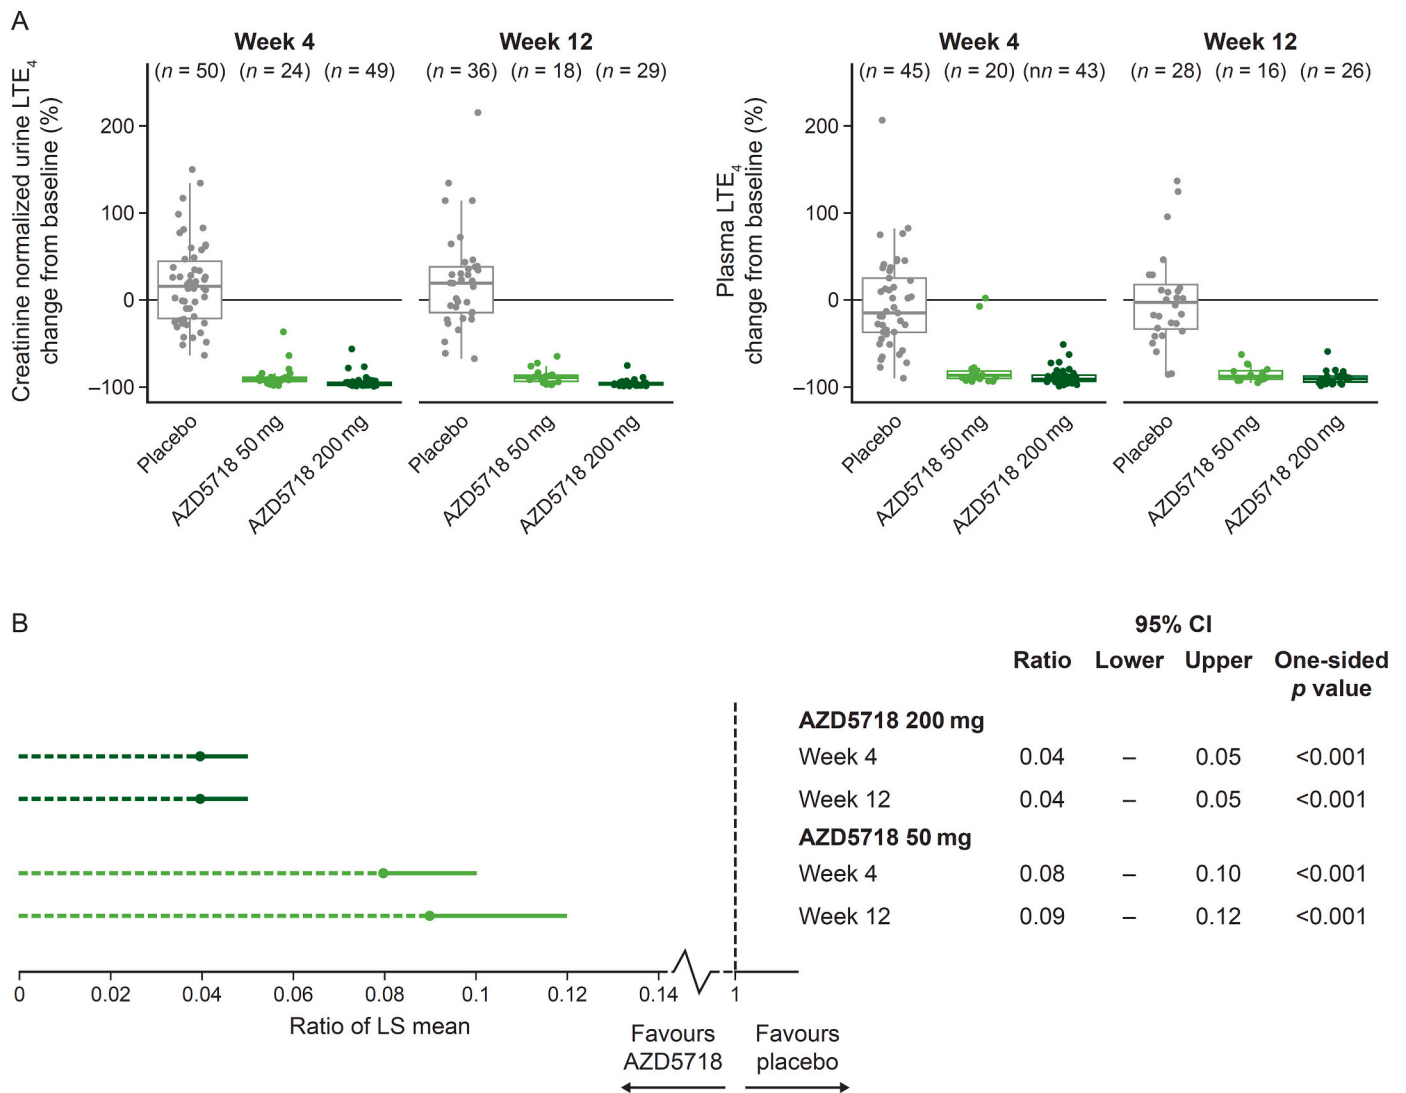 A
Week 4
Week 12
(n = 50) (n = 24) (n = 49)
(n = 36) (n = 18) (n = 29)
Creatinine normalized urine LTE4
change from baseline (%)
200
100
0
–100
Placebo
AZD5718 50 mg
AZD5718 200 mg
Placebo
AZD5718 50 mg
AZD5718 200 mg
Week 4
Week 12
(n = 45) (n = 20) (nn = 43)
(n = 28) (n = 16) (n = 26)
Plasma LTE4
change from baseline (%)
200
100
0
–100
Placebo
AZD5718 50 mg
AZD5718 200 mg
Placebo
AZD5718 50 mg
AZD5718 200 mg
B
95% CI
Ratio Lower Upper One-sided
p value
AZD5718 200 mg
Week 4 0.04 – 0.05 <0.001
Week 12 0.04 – 0.05 <0.001
AZD5718 50 mg
Week 4 0.08 – 0.10 <0.001
Week 12 0.09 – 0.12 <0.001
0 0.02 0.04 0.06 0.08 0.1 0.12 0.14 1
Ratio of LS mean
Favours
AZD5718
Favours
placebo